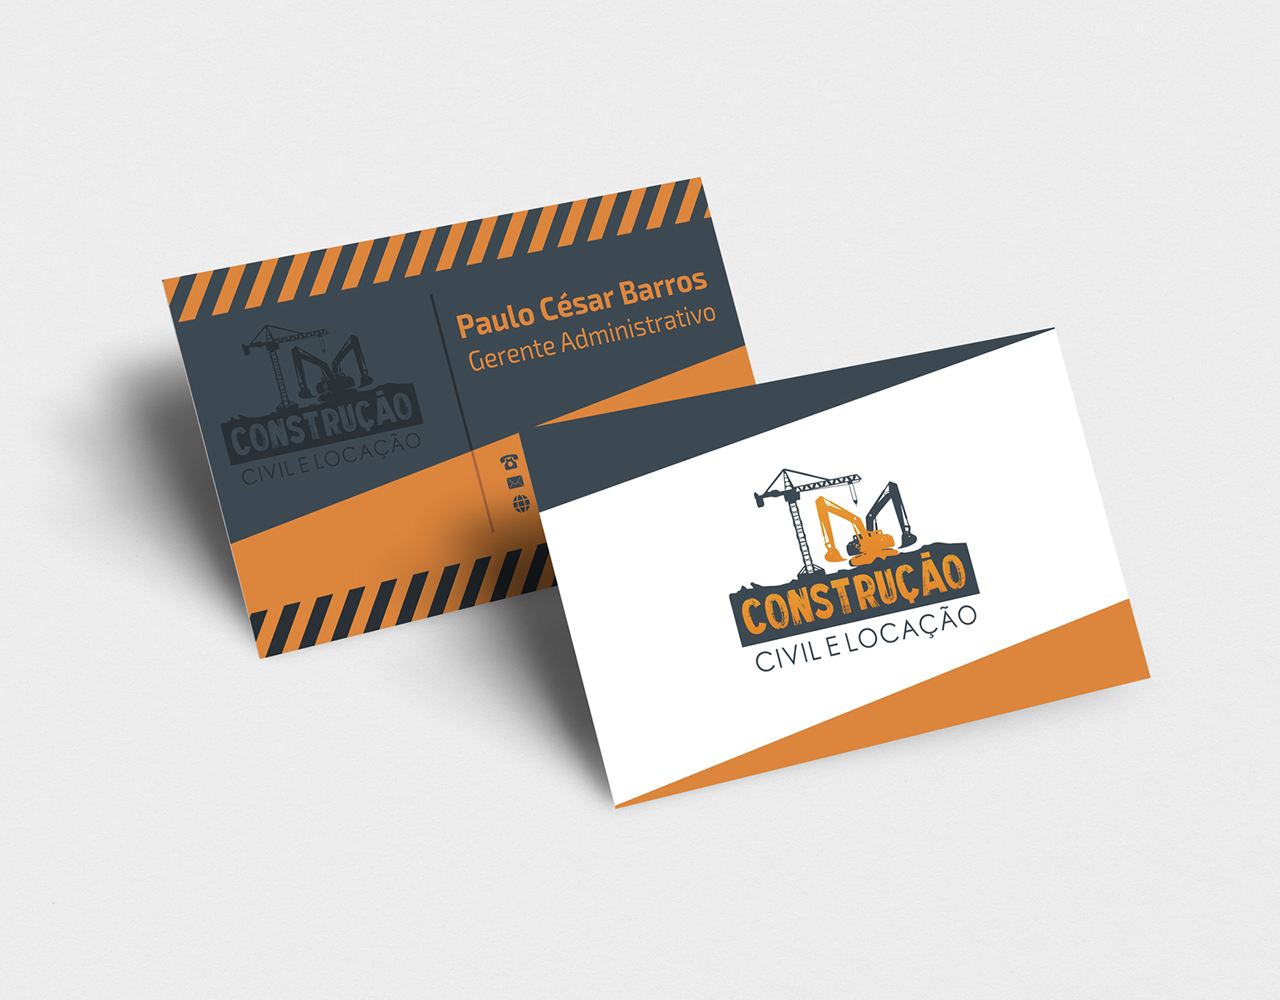 Paulo César Barros
Gerente Administrativo
CONSTRUÇÃO
CIVIL E LOCAÇÃO
CONSTRUÇÃO
CIVIL E LOCAÇÃO